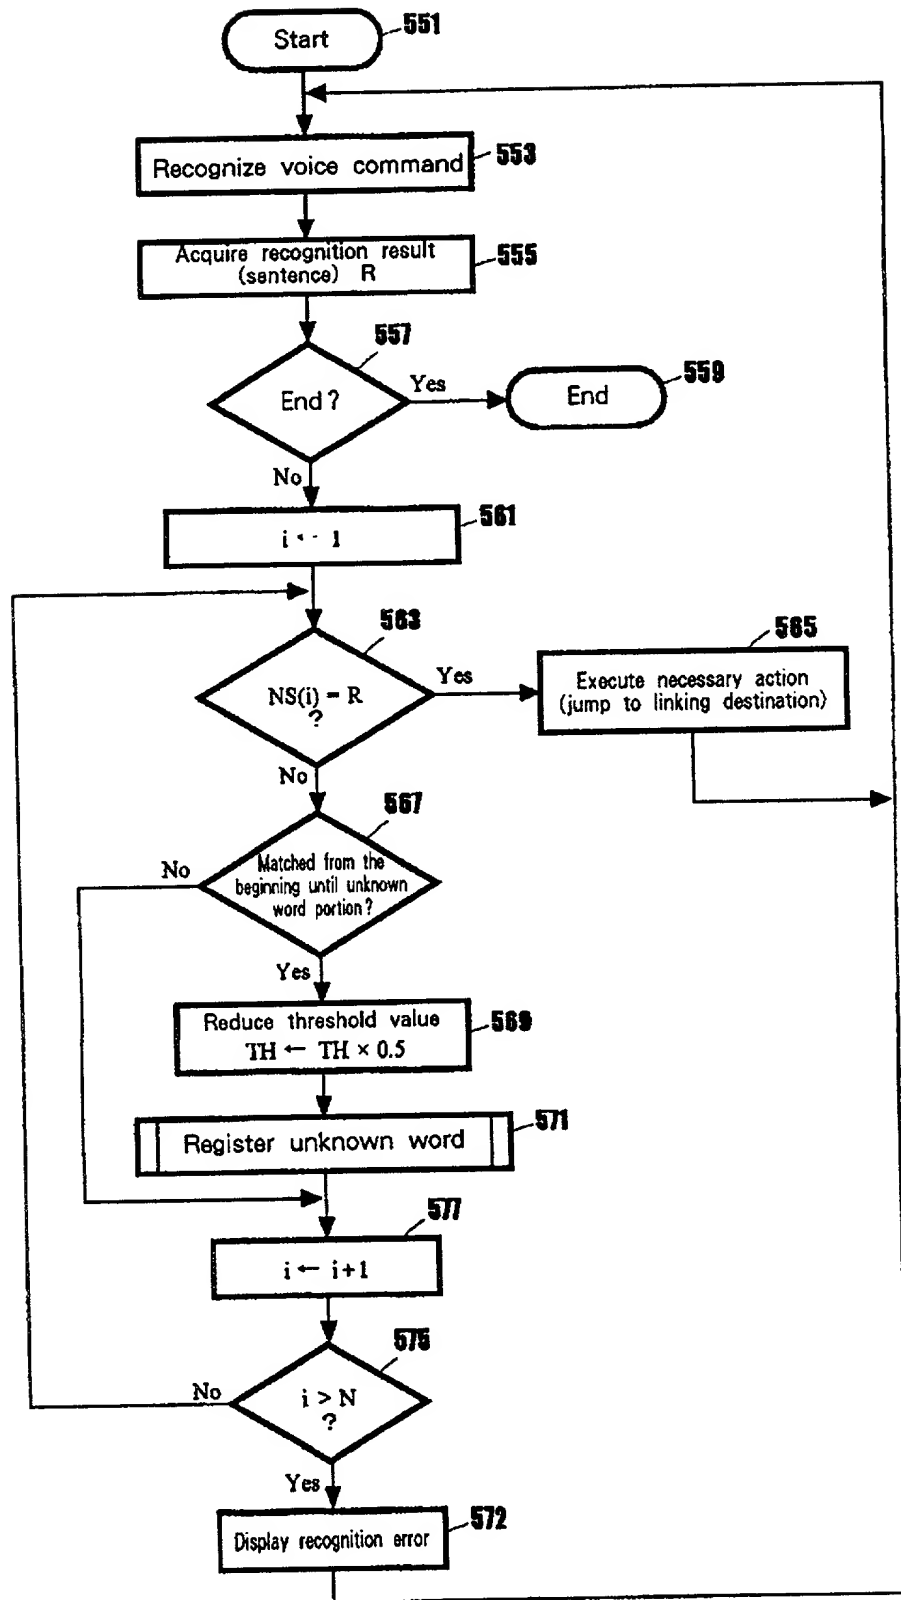 Start
551
Recognize voice command
553
Acquire recognition result
(sentence) R
555
557
End ?
Yes
End
559
No
561
i ← 1
563
NS(i) = R
?
Yes
565
Execute necessary action
(jump to linking destination)
No
567
Matched from the
beginning until unknown
word portion ?
No
Yes
Reduce threshold value
TH ← TH × 0.5
569
Register unknown word
571
577
i ← i+1
575
i > N
?
No
Yes
Display recognition error
572